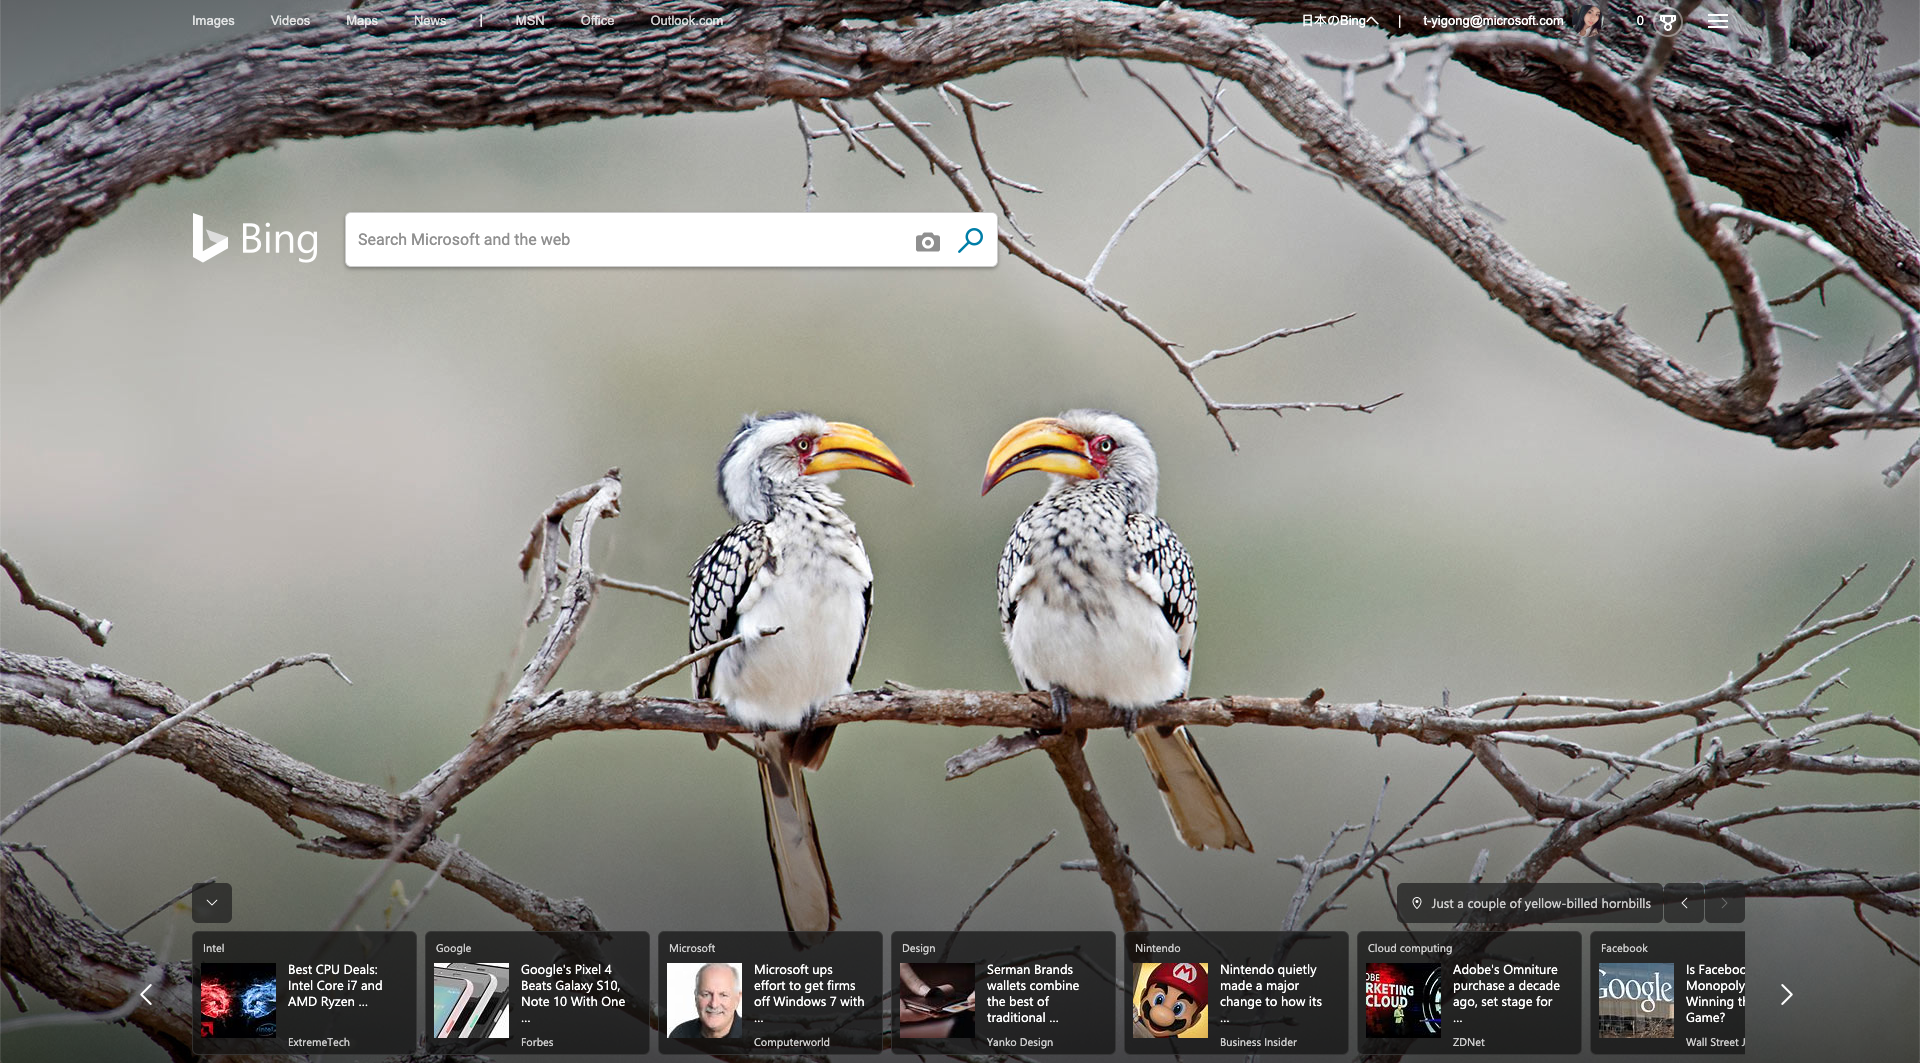 Images Videos Maps News | MSN Office Outlook.com 日本のBingへ | t-yigong@microsoft.com 0
Bing
Search Microsoft and the web
Just a couple of yellow-billed hornbills
Intel
Best CPU Deals:
Intel Core i7 and
AMD Ryzen ...
ExtremeTech
Google
Google's Pixel 4
Beats Galaxy S10,
Note 10 With One
...
Forbes
Microsoft
Microsoft ups
effort to get firms
off Windows 7 with
...
Computerworld
Design
Serman Brands
wallets combine
the best of
traditional ...
Yanko Design
Nintendo
Nintendo quietly
made a major
change to how its
...
Business Insider
Cloud computing
OBE
RKETING
CLOUD
Adobe's Omniture
purchase a decade
ago, set stage for
...
ZDNet
Facebook
Google
Is Faceboo
Monopoly
Winning th
Game?
Wall Street J